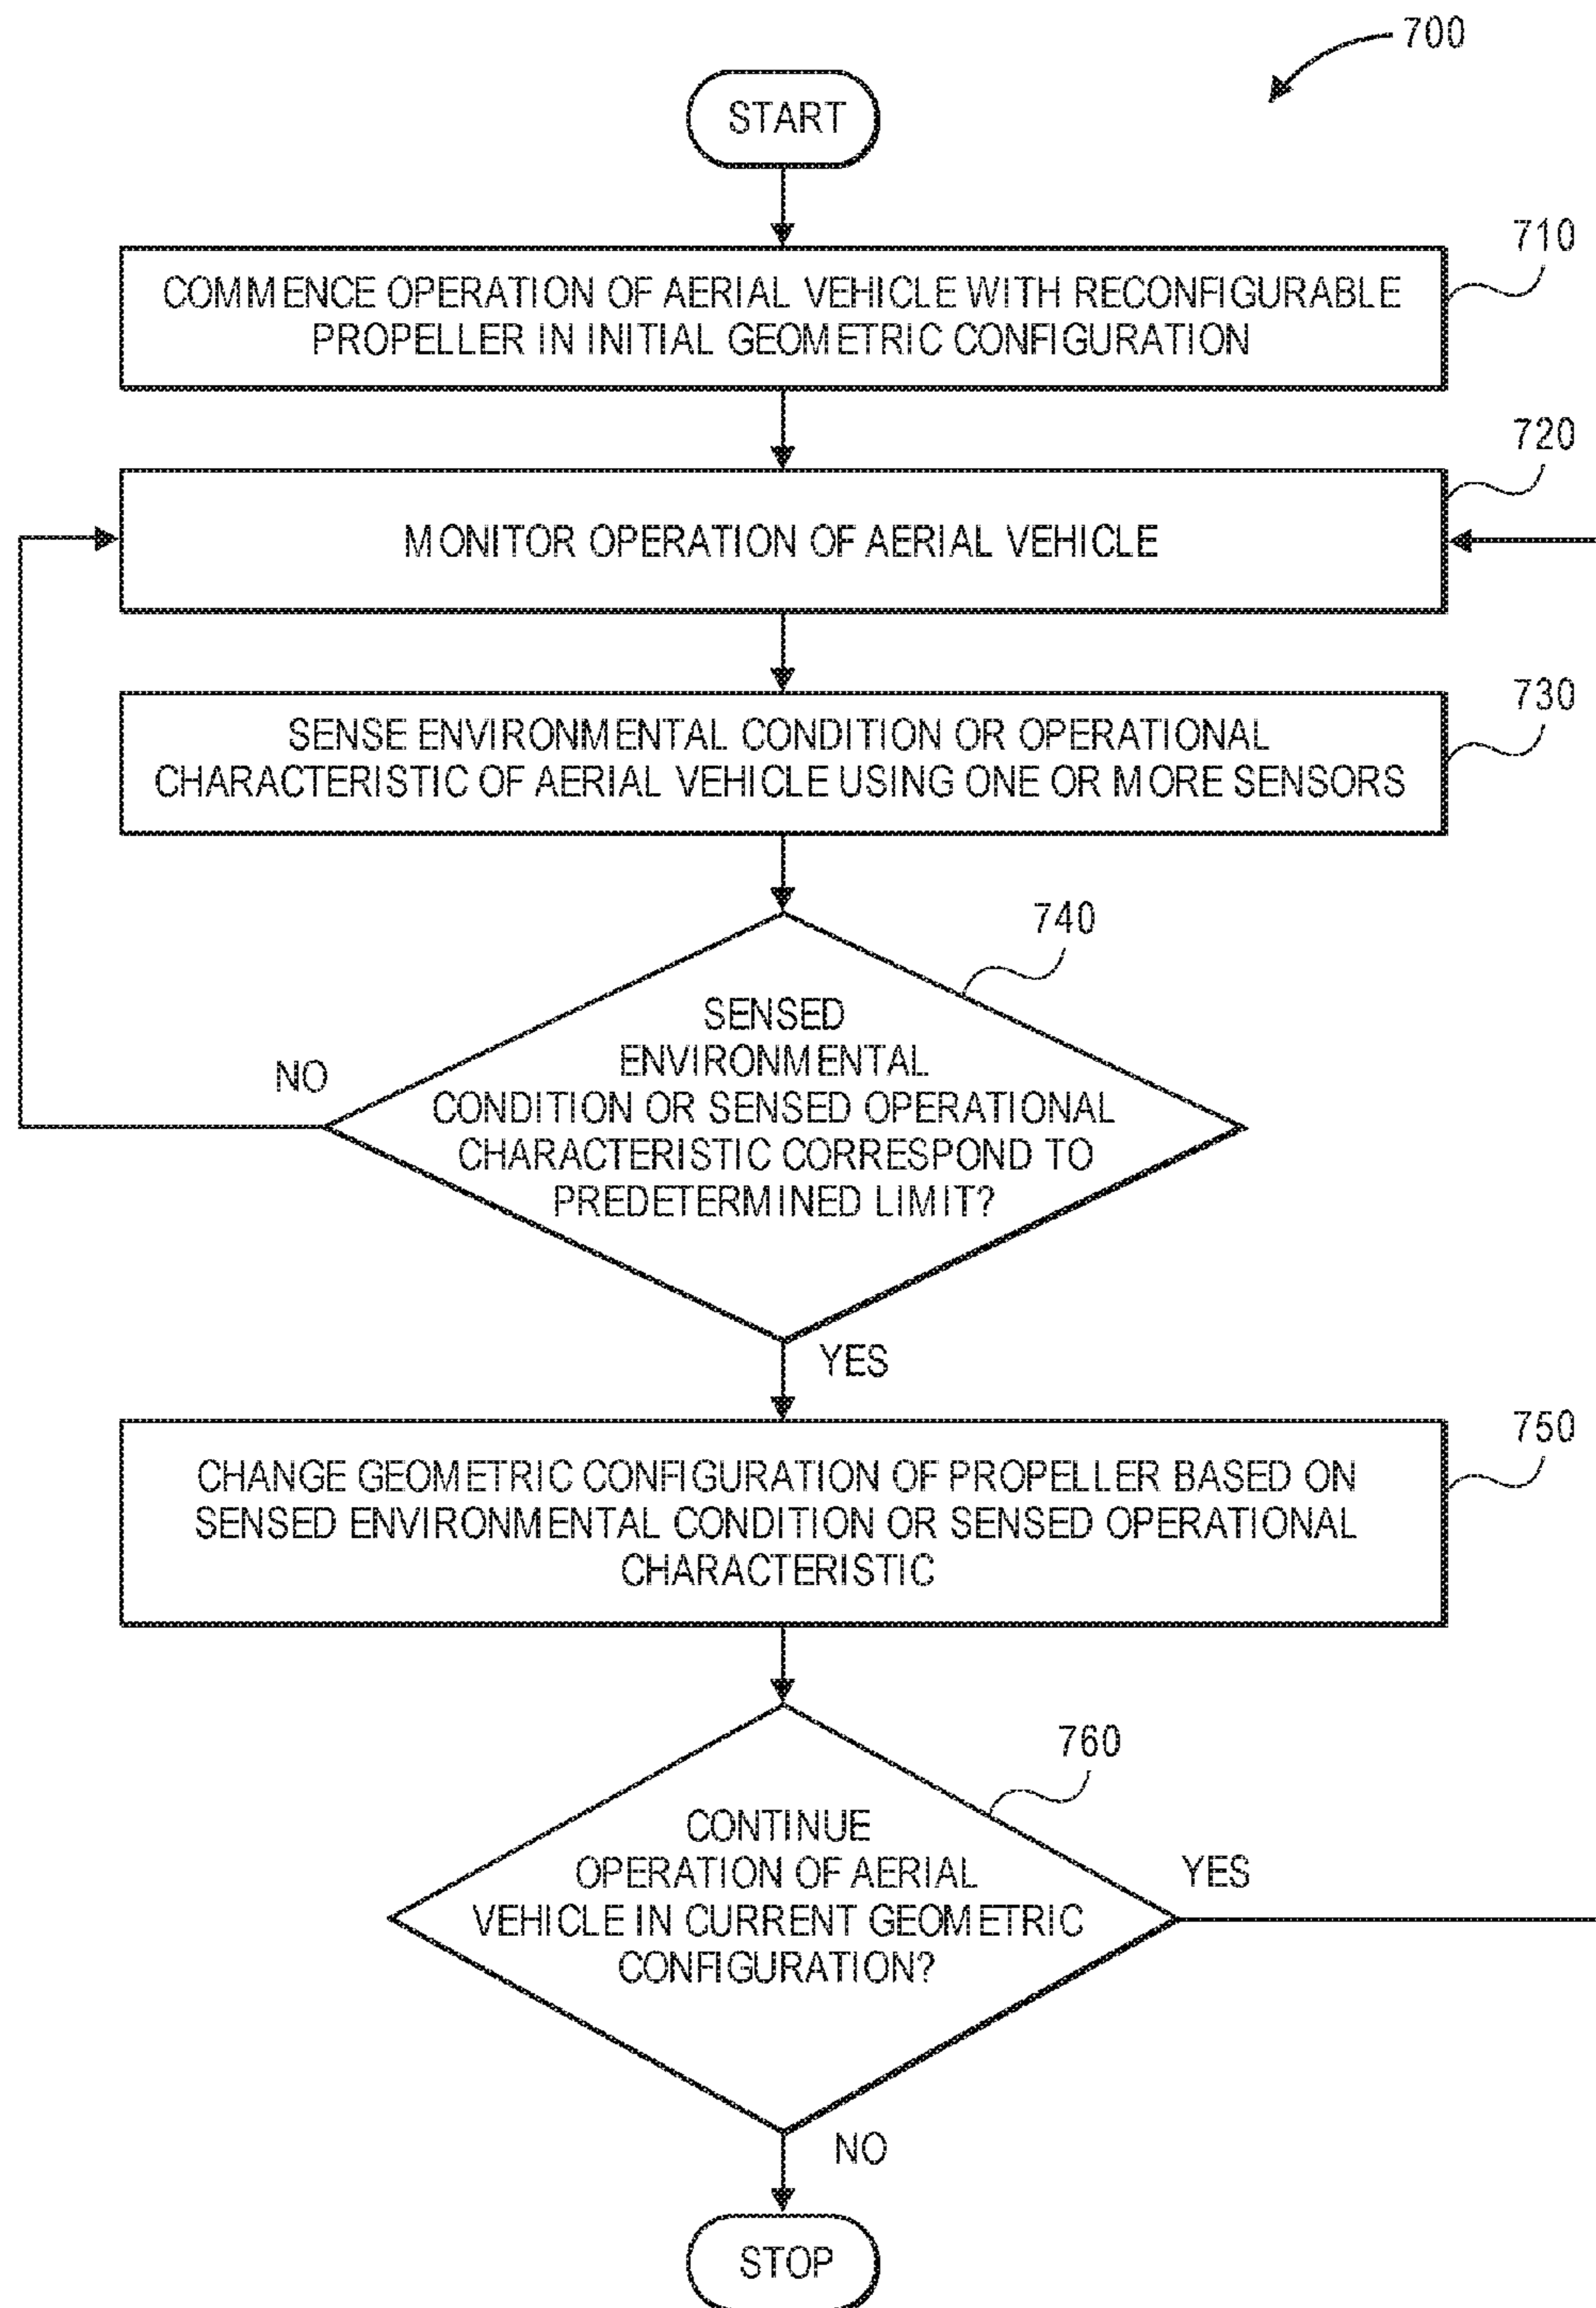 700
START
710
COMMENCE OPERATION OF AERIAL VEHICLE WITH RECONFIGURABLE
PROPELLER IN INITIAL GEOMETRIC CONFIGURATION
720
MONITOR OPERATION OF AERIAL VEHICLE
730
SENSE ENVIRONMENTAL CONDITION OR OPERATIONAL
CHARACTERISTIC OF AERIAL VEHICLE USING ONE OR MORE SENSORS
740
SENSED
ENVIRONMENTAL
CONDITION OR SENSED OPERATIONAL
CHARACTERISTIC CORRESPOND TO
PREDETERMINED LIMIT?
NO
YES
750
CHANGE GEOMETRIC CONFIGURATION OF PROPELLER BASED ON
SENSED ENVIRONMENTAL CONDITION OR SENSED OPERATIONAL
CHARACTERISTIC
760
CONTINUE
OPERATION OF AERIAL
VEHICLE IN CURRENT GEOMETRIC
CONFIGURATION?
YES
NO
STOP